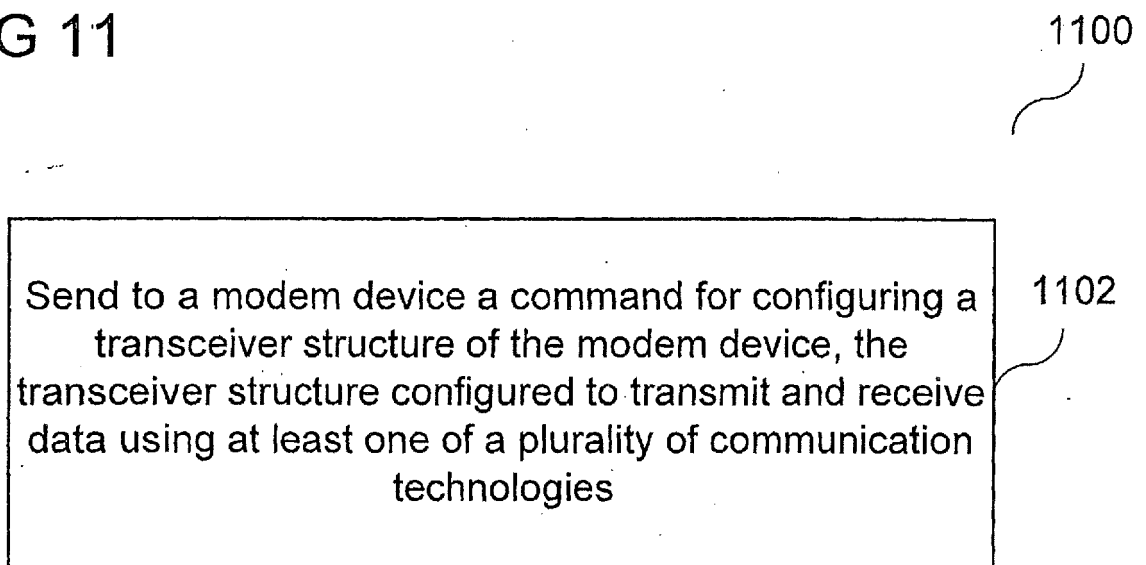 G 11
1100
Send to a modem device a command for configuring a
transceiver structure of the modem device, the
transceiver structure configured to transmit and receive
data using at least one of a plurality of communication
technologies
1102